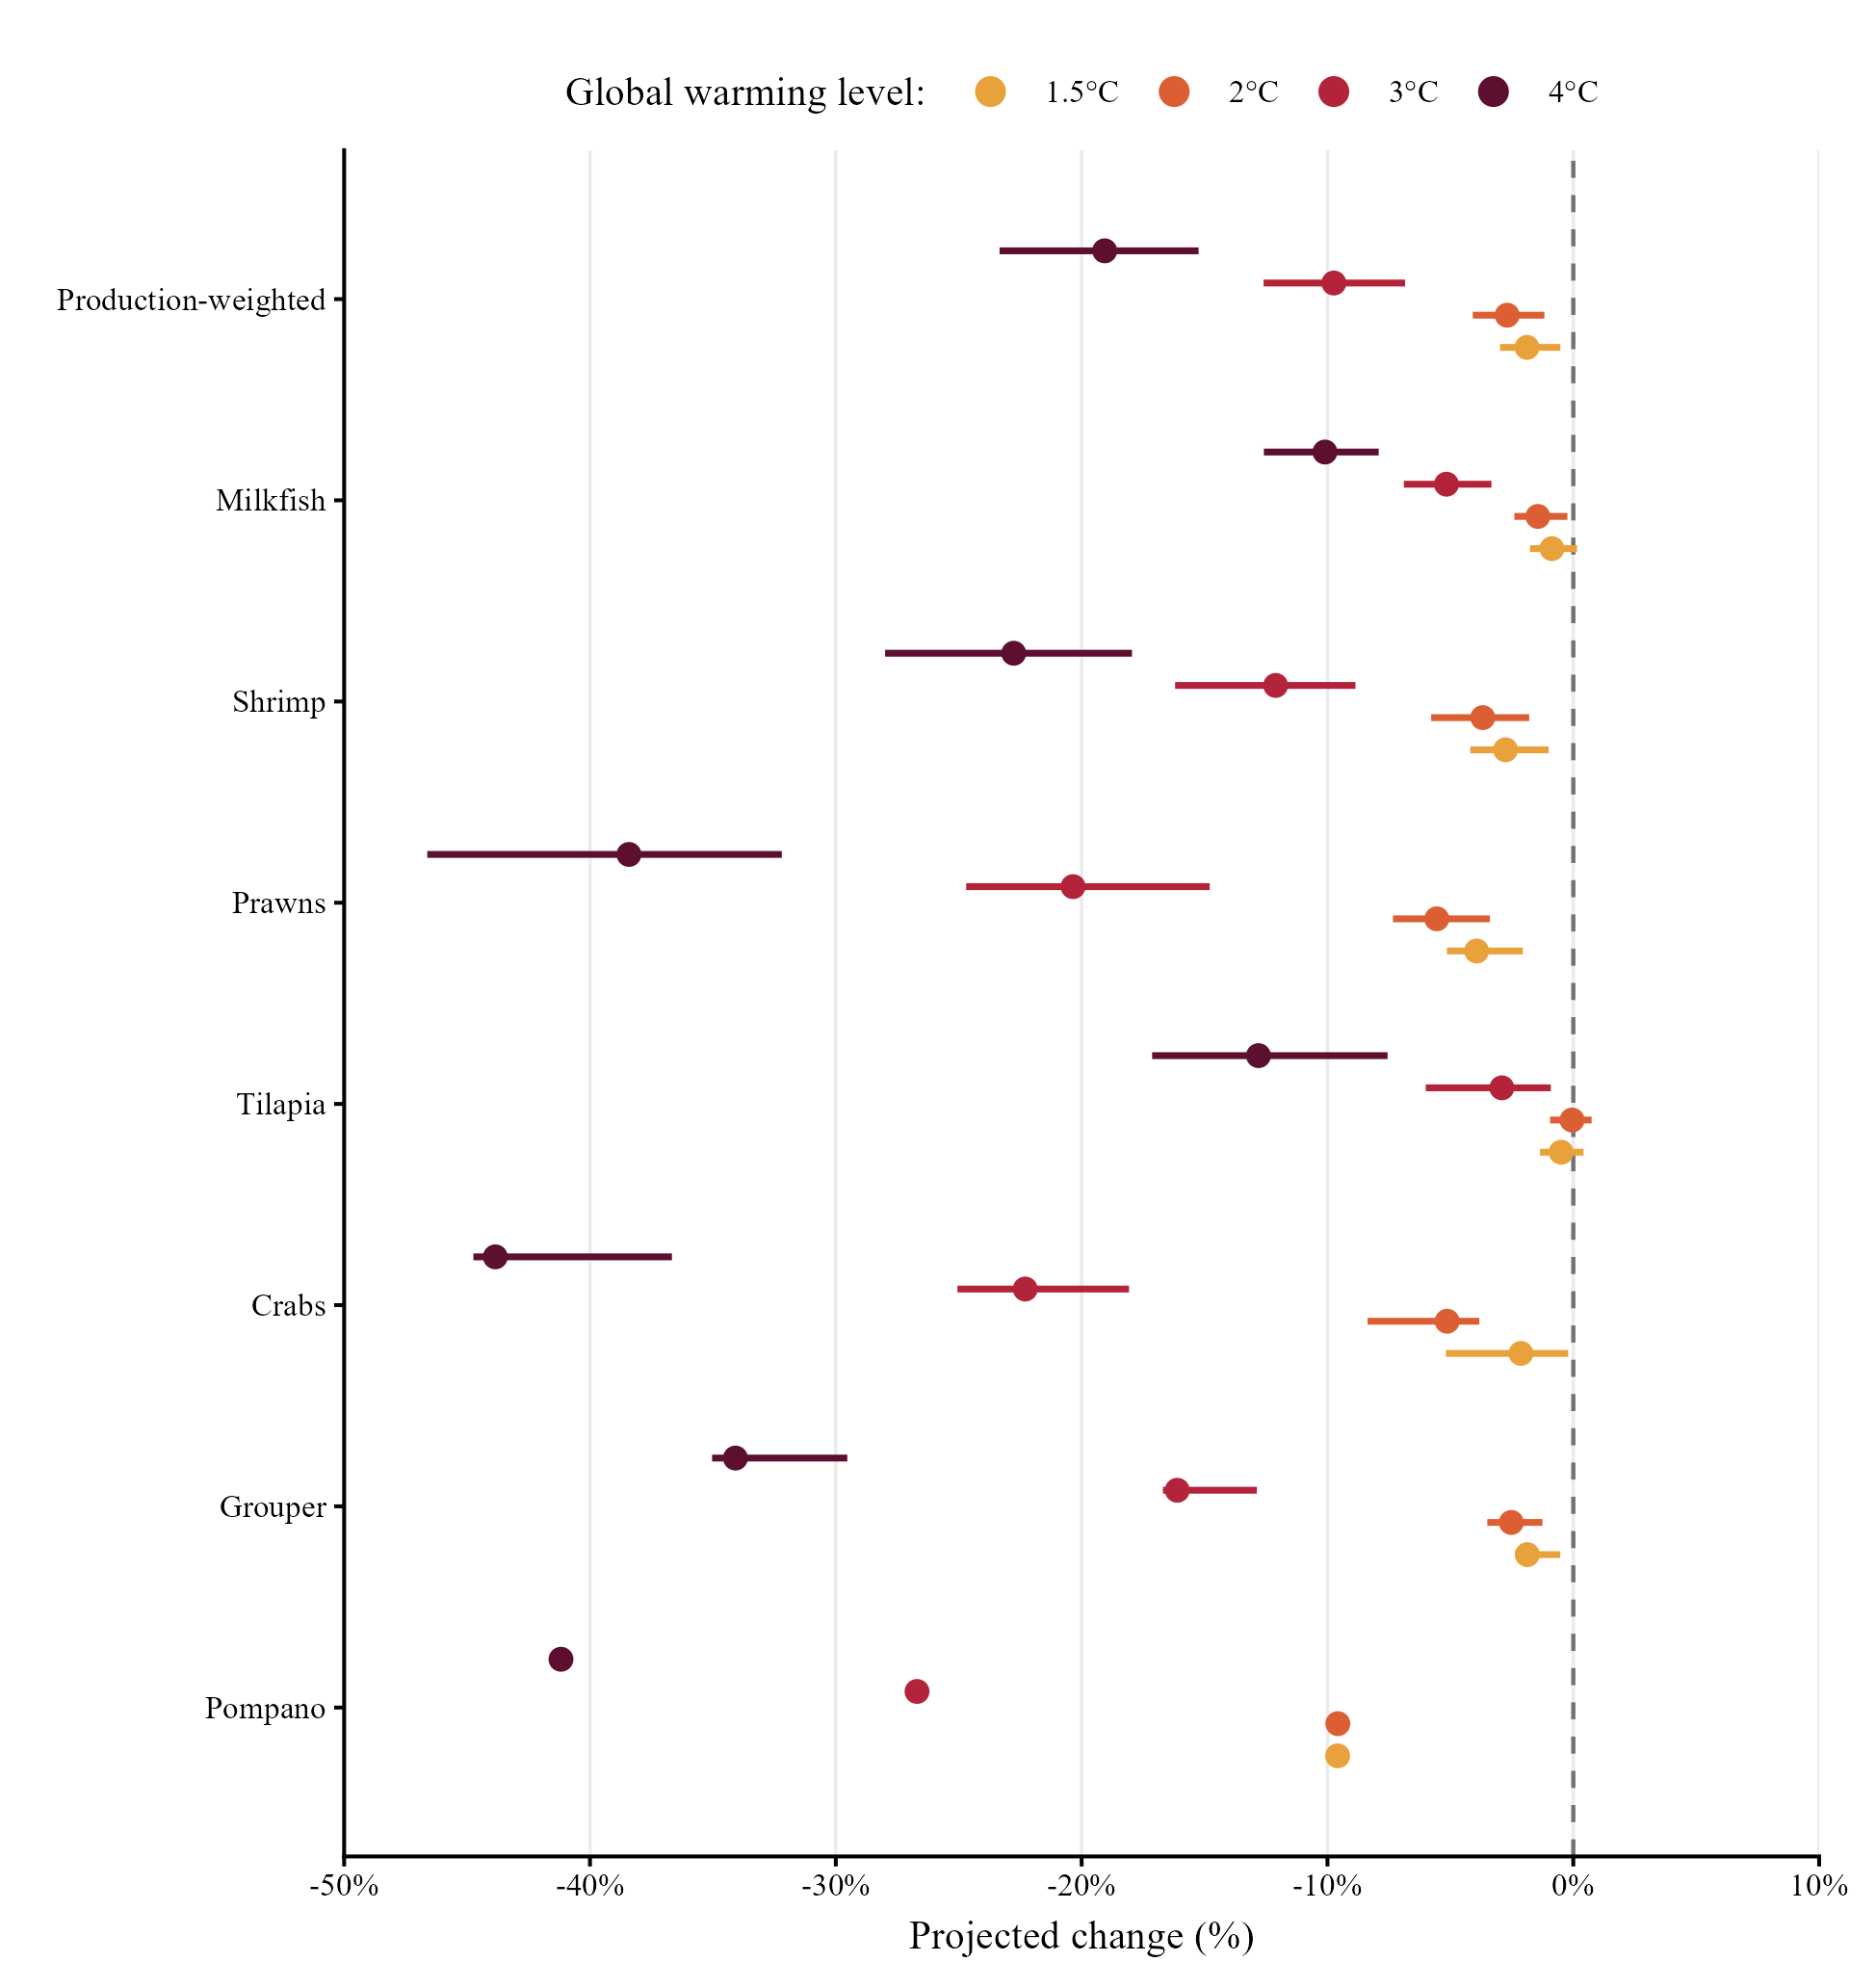 Global warming level: 1.5°C 2°C 3°C 4°C
Production-weighted
Milkfish
Shrimp
Prawns
Tilapia
Crabs
Grouper
Pompano
-50% -40% -30% -20% -10% 0% 10%
Projected change (%)